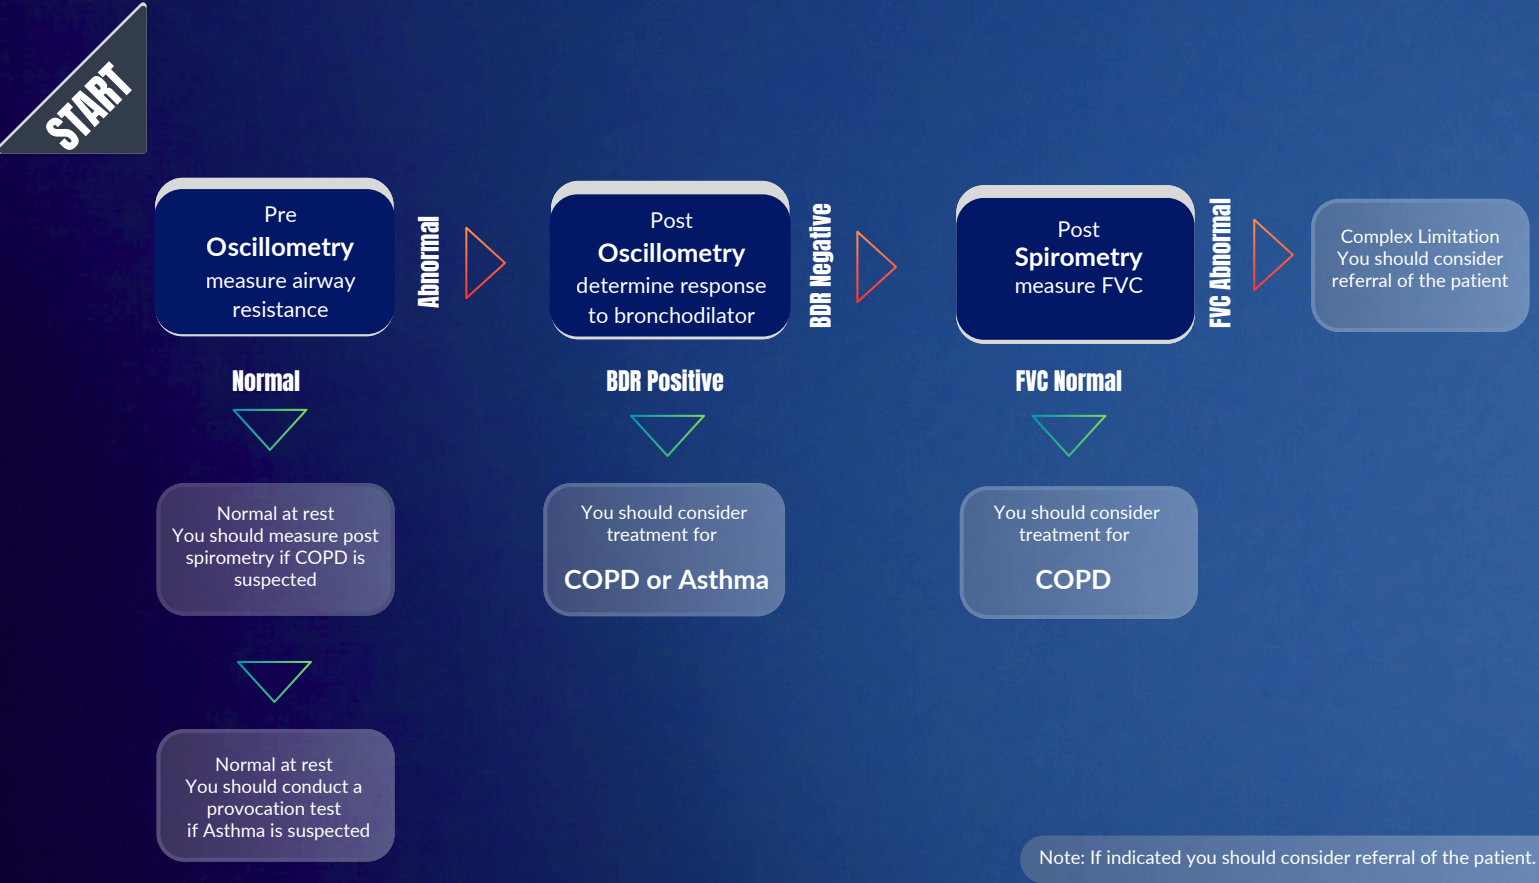 START
Pre
Oscillometry
measure airway
resistance
Abnormal
Post
Oscillometry
determine response
to bronchodilator
BDR Negative
Post
Spirometry
measure FVC
FVC Abnormal
Complex Limitation
You should consider
referral of the patient
Normal
BDR Positive
FVC Normal
Normal at rest
You should measure post
spirometry if COPD is
suspected
You should consider
treatment for
COPD or Asthma
You should consider
treatment for
COPD
Normal at rest
You should conduct a
provocation test
if Asthma is suspected
Note: If indicated you should consider referral of the patient.